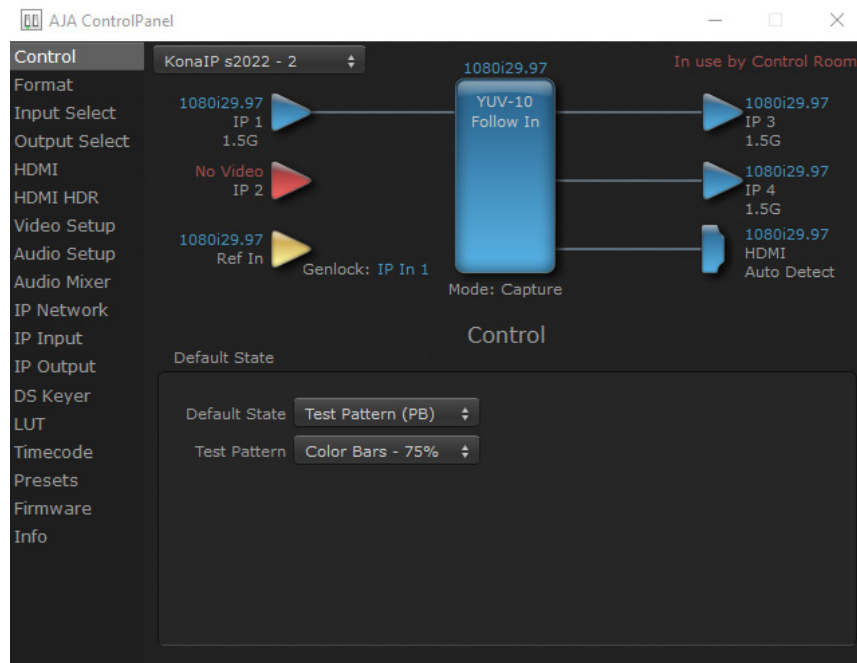 AJA ControlPanel
Control
Format
Input Select
Output Select
HDMI
HDMI HDR
Video Setup
Audio Setup
Audio Mixer
IP Network
IP Input
IP Output
DS Keyer
LUT
Timecode
Presets
Firmware
Info
KonaIP s2022 - 2
1080i29.97
In use by Control Room
1080i29.97
IP 1
1.5G
No Video
IP 2
1080i29.97
Ref In
Genlock: IP In 1
YUV-10
Follow In
Mode: Capture
1080i29.97
IP 3
1.5G
1080i29.97
IP 4
1.5G
1080i29.97
HDMI
Auto Detect
Control
Default State
Default State Test Pattern (PB)
Test Pattern Color Bars - 75%